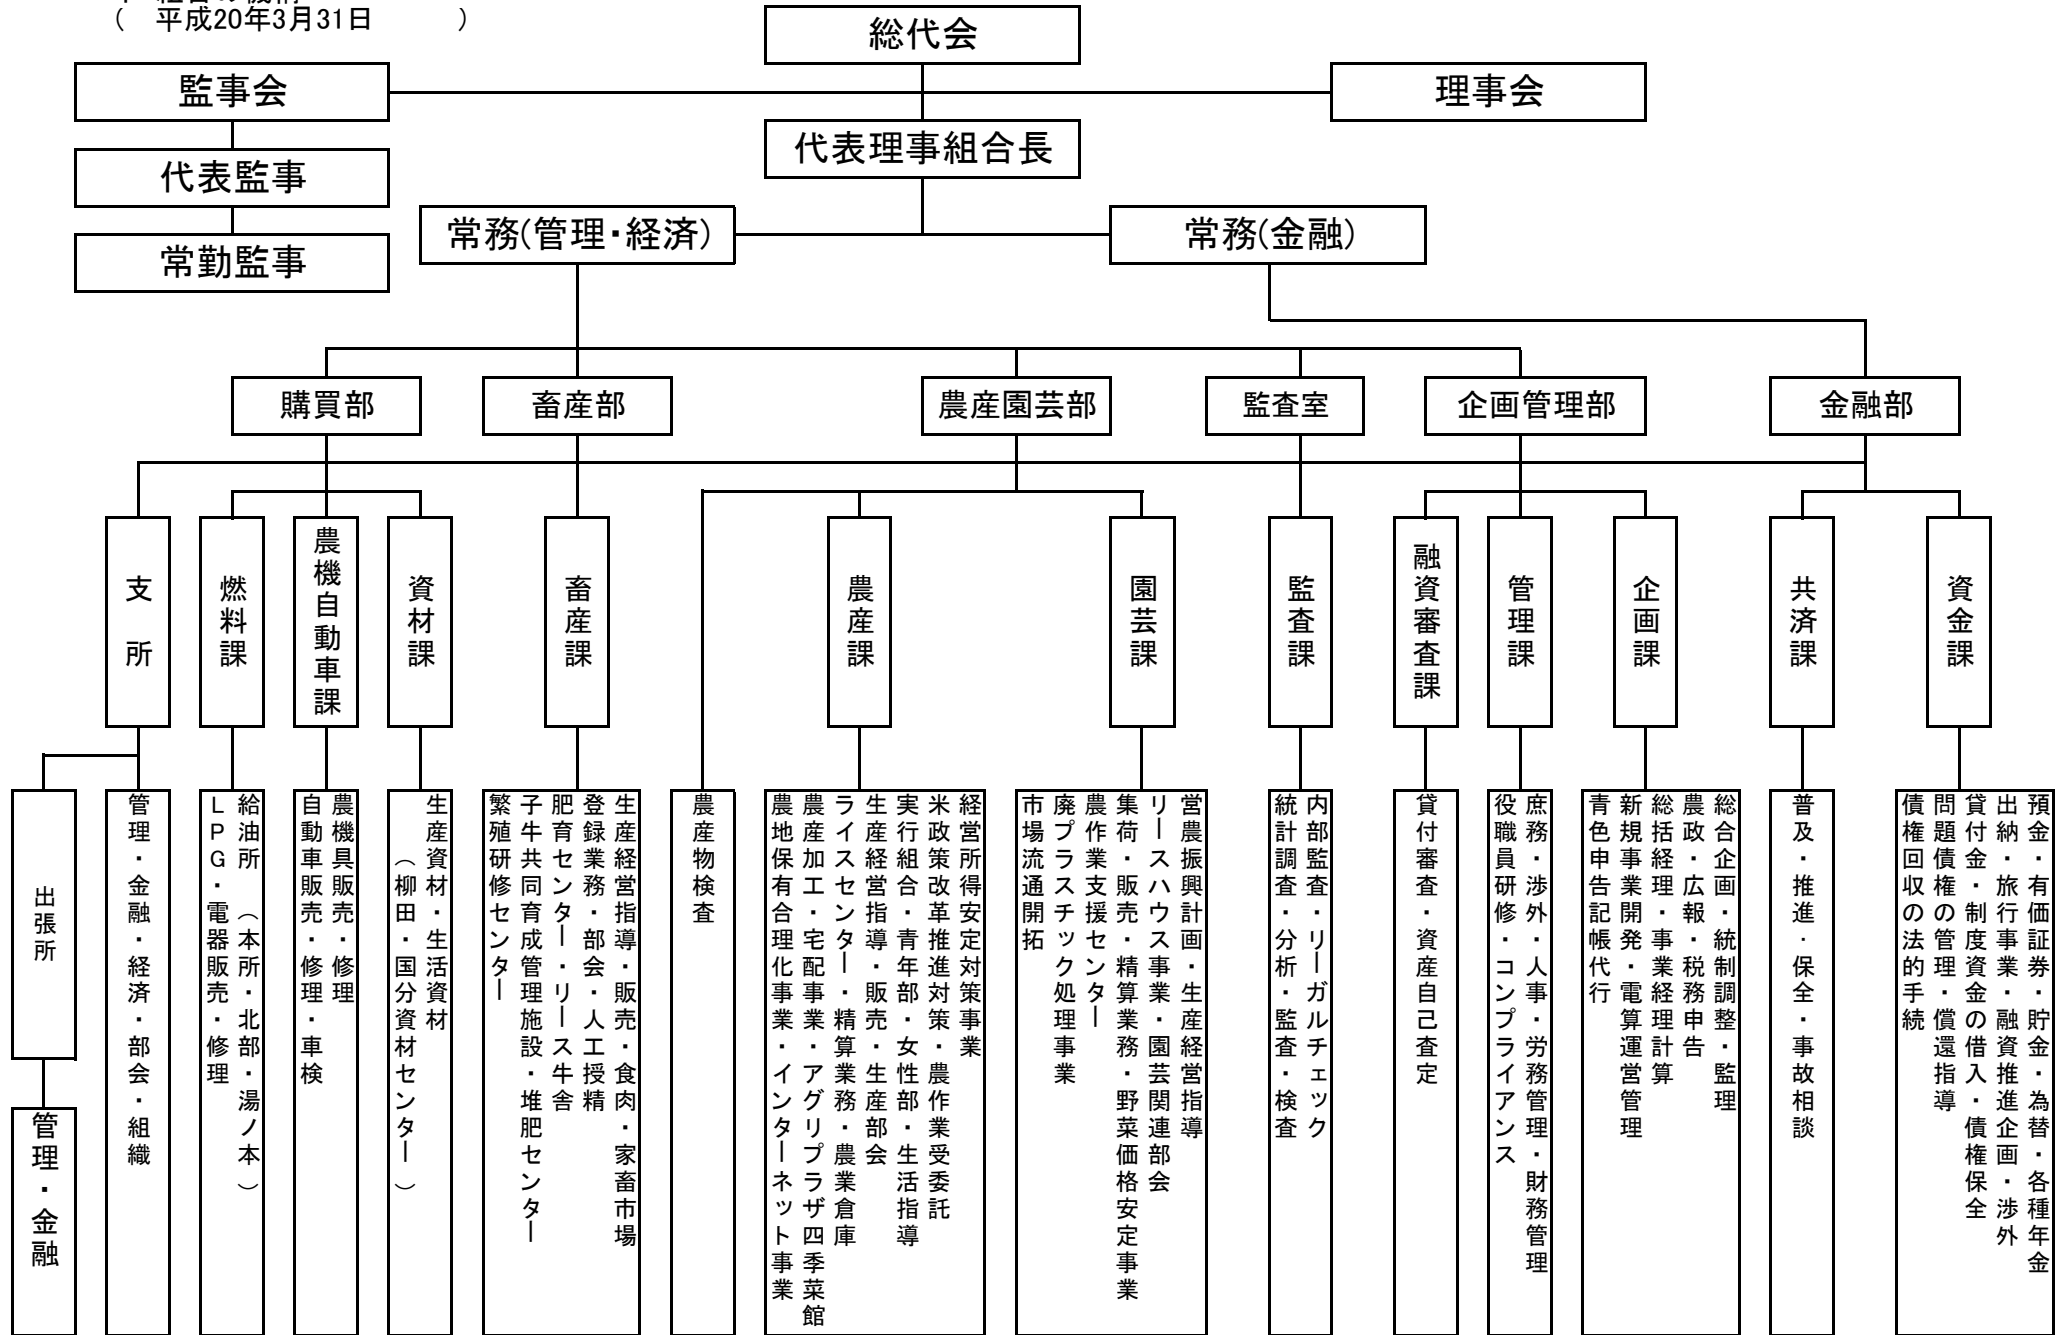 （　平成20年3月31日　　　　）
総代会
監事会
理事会
代表理事組合長
代表監事
常務(管理・経済)
常務(金融)
常勤監事
購買部
畜産部
農産園芸部
監査室
企画管理部
金融部
支　所
燃料課
農機自動車課
資材課
畜産課
農産課
園芸課
監査課
融資審査課
管理課
企画課
共済課
資金課
出張所
管理・金融
管理・金融・経済・部会・組織
給油所　（本所・北部・湯ノ本）
ＬＰＧ・電器販売・修理
農機具販売・修理
自動車販売・修理・車検
生産資材・生活資材
（柳田・国分資材センター）
生産経営指導・販売・食肉・家畜市場
登録業務・部会・人工授精
肥育センター・リース牛舎
子牛共同育成管理施設・堆肥センター
繁殖研修センター
農産物検査
経営所得安定対策事業
米政策改革推進対策・農作業受委託
実行組合・青年部・女性部・生活指導
生産経営指導・販売・生産部会
ライスセンター・精算業務・農業倉庫
農産加工・宅配事業・アグリプラザ四季菜館
農地保有合理化事業・インターネット事業
営農振興計画・生産経営指導
リースハウス事業・園芸関連部会
集荷・販売・精算業務・野菜価格安定事業
農作業支援センター
廃プラスチック処理事業
市場流通開拓
内部監査・リーガルチェック
統計調査・分析・監査・検査
貸付審査・資産自己査定
庶務・渉外・人事・労務管理・財務管理
役職員研修・コンプライアンス
総合企画・統制調整・監理
農政・広報・税務申告
総括経理・事業経理計算
新規事業開発・電算運営管理
青色申告記帳代行
普及・推進・保全・事故相談
預金・有価証券・貯金・為替・各種年金
出納・旅行事業・融資推進企画・渉外
貸付金・制度資金の借入・債権保全
問題債権の管理・償還指導
債権回収の法的手続